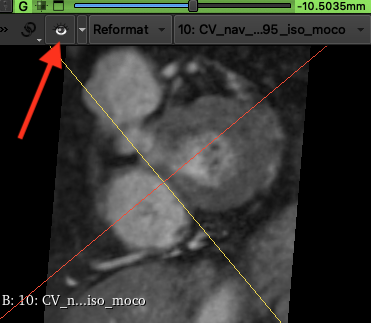 G -10.5035mm
Reformat 10: CV_nav_...95_iso_moco
B: 10: CV_n...iso_moco